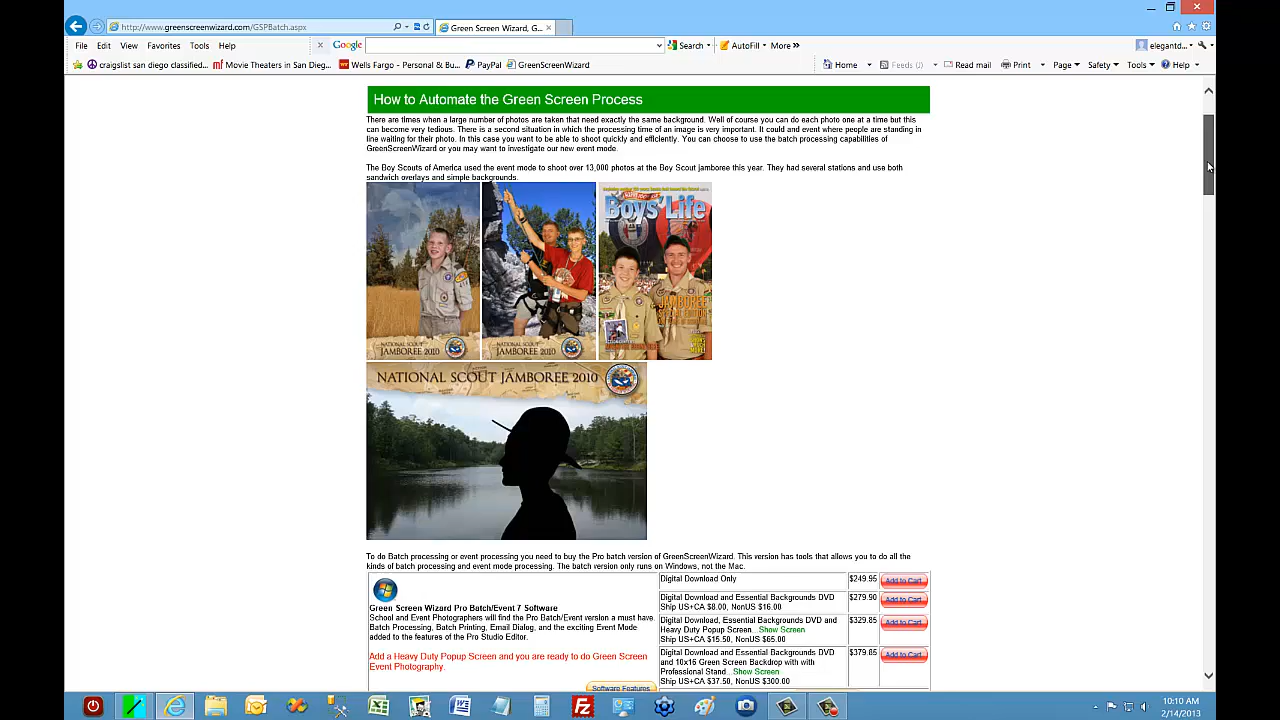 http://www.greenscreenwizard.com/GSPBatch.aspx
Green Screen Wizard, G...
File Edit View Favorites Tools Help
Google
Search
AutoFill
More »
elegantd...
craigslist san diego classified...
Movie Theaters in San Dieg...
Wells Fargo - Personal & Bu...
PayPal
GreenScreenWizard
Home
Feeds (J)
Read mail
Print
Page
Safety
Tools
Help
How to Automate the Green Screen Process
There are times when a large number of photos are taken that need exactly the same background. Well of course you can do each photo one at a time but this
can become very tedious. There is a second situation in which the processing time of an image is very important. It could and event where people are standing in
line waiting for their photo. In this case you want to be able to shoot quickly and efficiently. You can choose to use the batch processing capabilities of
GreenScreenWizard or you may want to investigate our new event mode.
The Boy Scouts of America used the event mode to shoot over 13,000 photos at the Boy Scout jamboree this year. They had several stations and use both
sandwich overlays and simple backgrounds.
Boys' Life
JAMBOREE
NATIONAL SCOUT
JAMBOREE 2010
NATIONAL SCOUT
JAMBOREE 2010
NATIONAL SCOUT JAMBOREE 2010
To do Batch processing or event processing you need to buy the Pro batch version of GreenScreenWizard. This version has tools that allows you to do all the
kinds of batch processing and event mode processing. The batch version only runs on Windows, not the Mac.
Green Screen Wizard Pro Batch/Event 7 Software
School and Event Photographers will find the Pro Batch/Event version a must have.
Batch Processing, Batch Printing, Email Dialog, and the exciting Event Mode
added to the features of the Pro Studio Editor.
Add a Heavy Duty Popup Screen and you are ready to do Green Screen
Event Photography.
Software Features
Digital Download Only $249.95 Add to Cart
Digital Download and Essential Backgrounds DVD $279.90 Add to Cart
Ship US+CA $8.00, NonUS $16.00
Digital Download, Essential Backgrounds DVD and $329.85 Add to Cart
Heavy Duty Popup Screen...Show Screen
Ship US+CA $15.50, NonUS $65.00
Digital Download and Essential Backgrounds DVD $379.85 Add to Cart
and 10x16 Green Screen Backdrop with with
Professional Stand...Show Screen
Ship US+CA $37.50, NonUS $300.00
10:10 AM
2/14/2013